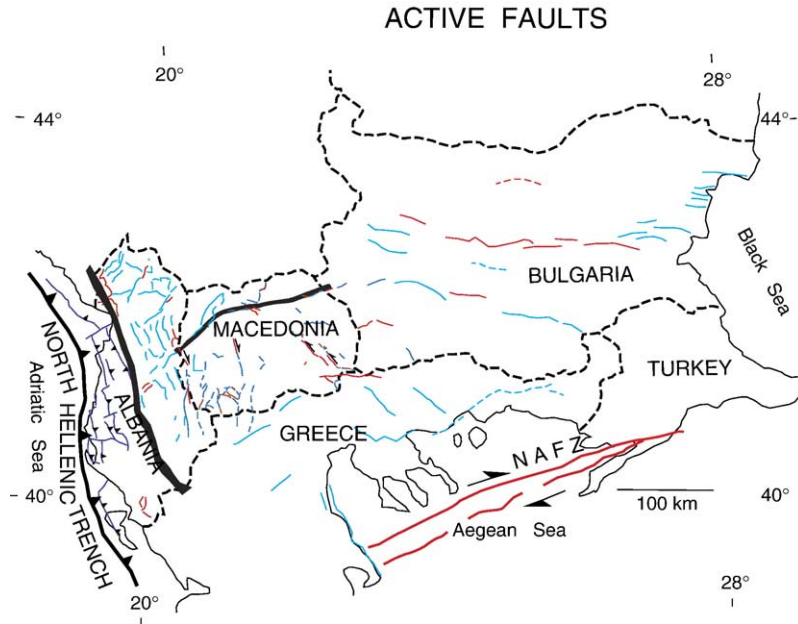 ACTIVE FAULTS
20°
28°
44°
44°
Black Sea
BULGARIA
MACEDONIA
TURKEY
NORTH HELLENIC TRENCH
Adriatic Sea
ALBANIA
GREECE
NAFZ
40°
100 km
40°
Aegean Sea
28°
20°